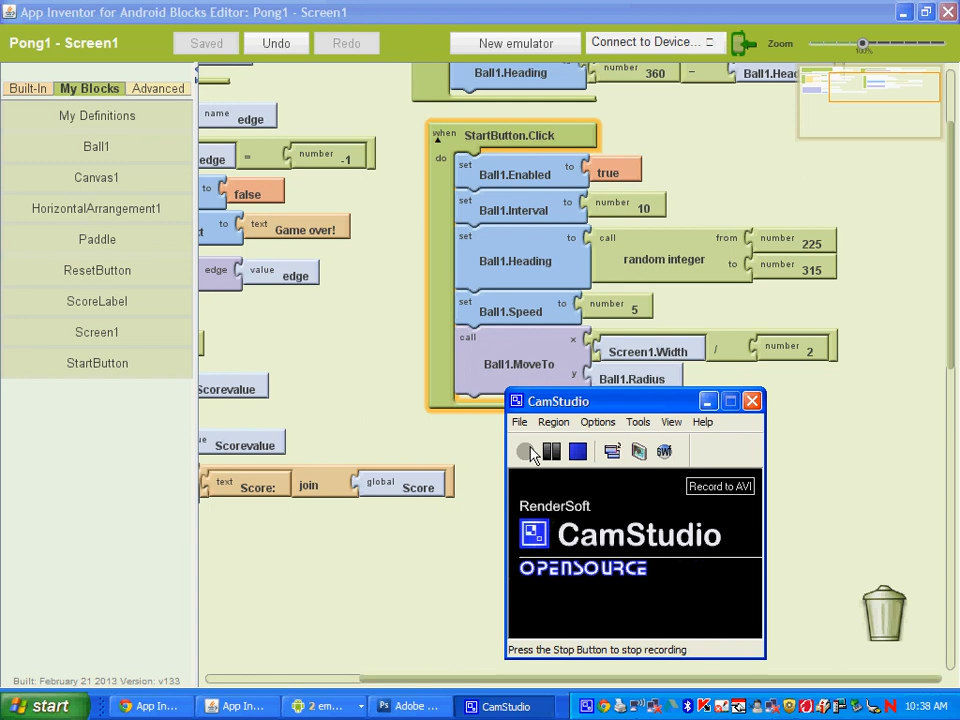 App Inventor for Android Blocks Editor: Pong1 - Screen1
Pong1 - Screen1
Saved
Undo
Redo
New emulator
Connect to Device...
Zoom
100%
Built-In
My Blocks
Advanced
My Definitions
Ball1
Canvas1
HorizontalArrangement1
Paddle
ResetButton
ScoreLabel
Screen1
StartButton
Built: February 21 2013 Version: v133
Ball1.Heading
number 360
-
name edge
edge = number -1
to false
to text Game over!
edge value edge
Scorevalue
Scorevalue
text Score: join global Score
when StartButton.Click
do
set Ball1.Enabled to true
set Ball1.Interval to number 10
set Ball1.Heading to call random integer from number 225
to number 315
set Ball1.Speed to number 5
call Ball1.MoveTo x Screen1.Width / number 2
y Ball1.Radius
CamStudio
File Region Options Tools View Help
Record to AVI
RenderSoft
CamStudio
OPENSOURCE
Press the Stop Button to stop recording
start
App In...
App In...
2 em...
Adobe ...
CamStudio
10:38 AM